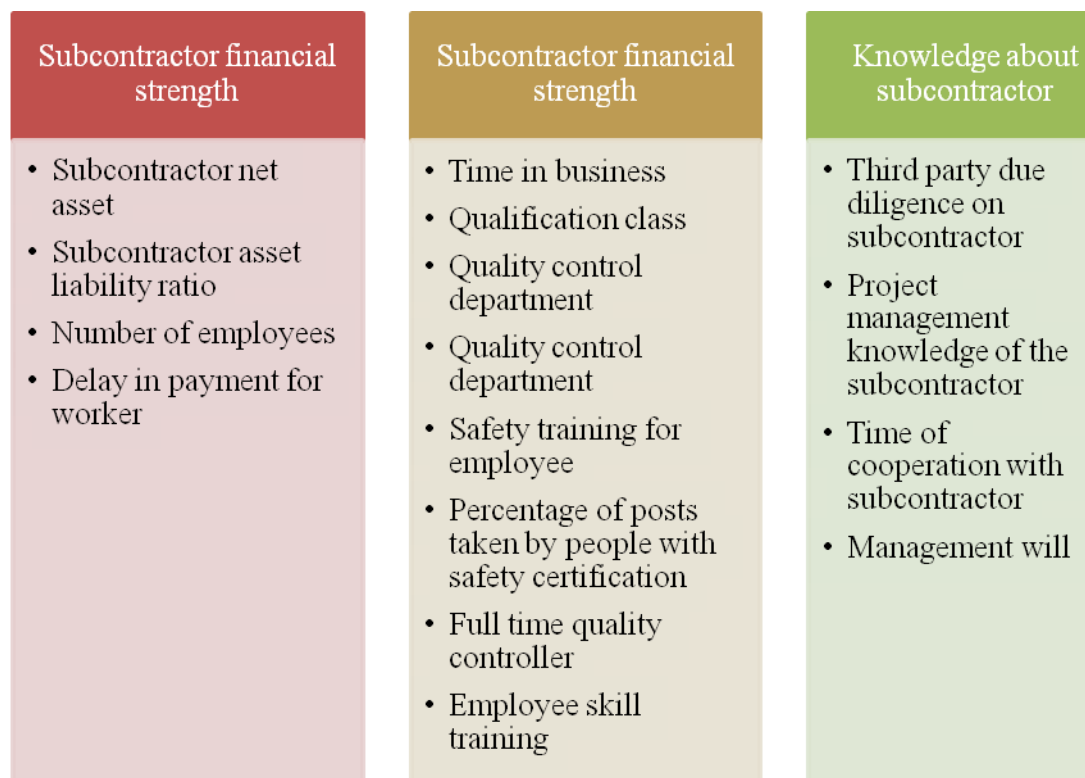 Subcontractor financial
strength
• Subcontractor net
asset
• Subcontractor asset
liability ratio
• Number of employees
• Delay in payment for
worker
Subcontractor financial
strength
• Time in business
• Qualification class
• Quality control
department
• Quality control
department
• Safety training for
employee
• Percentage of posts
taken by people with
safety certification
• Full time quality
controller
• Employee skill
training
Knowledge about
subcontractor
• Third party due
diligence on
subcontractor
• Project
management
knowledge of the
subcontractor
• Time of
cooperation with
subcontractor
• Management will